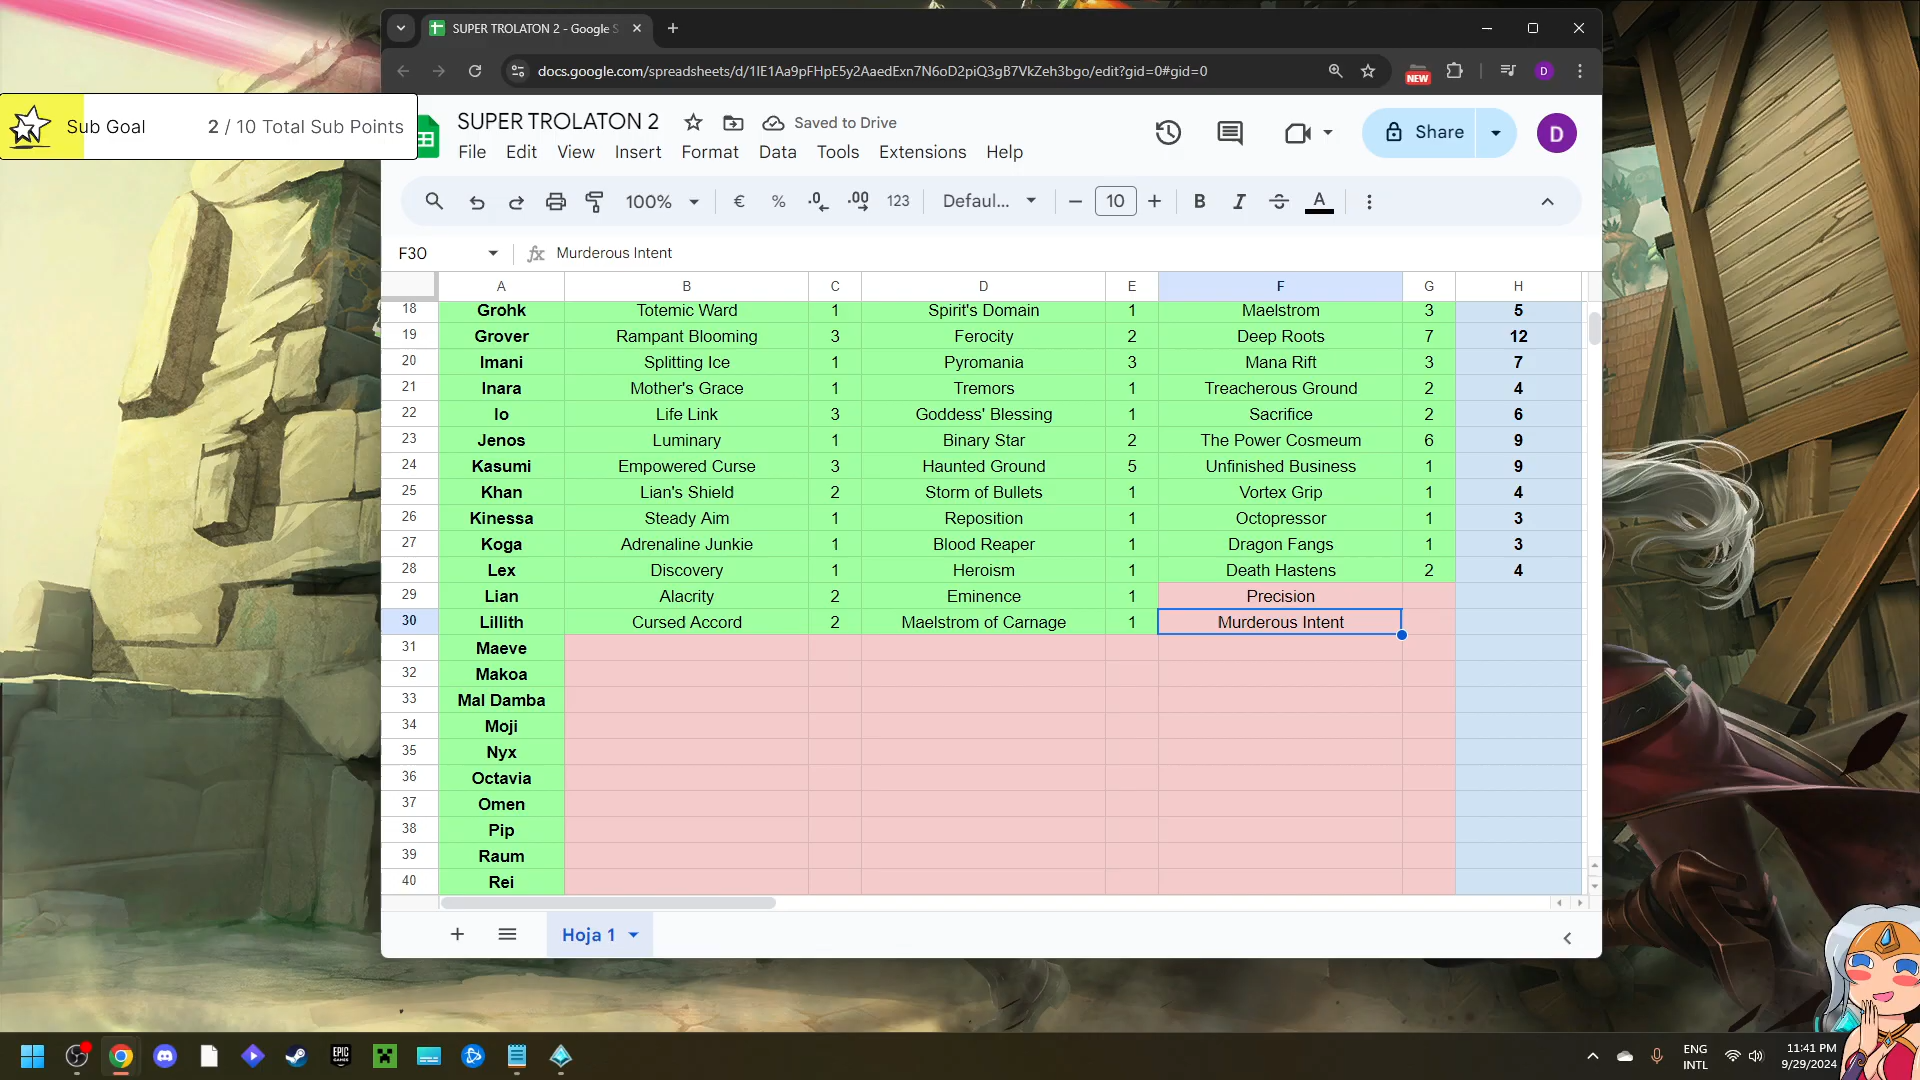 SUPER TROLATON 2 - Google S
docs.google.com/spreadsheets/d/1IE1Aa9pFHpE5y2AaedExn7N6oD2piQ3gB7VkZeh3bgo/edit?gid=0#gid=0
NEW
D
Sub Goal 2 / 10 Total Sub Points
SUPER TROLATON 2 Saved to Drive
File Edit View Insert Format Data Tools Extensions Help
Share
D
100% € % .0 .00 123 Defaul... 10 B I S A
F30 fx Murderous Intent
A B C D E F G H
18 Grohk Totemic Ward 1 Spirit's Domain 1 Maelstrom 3 5
19 Grover Rampant Blooming 3 Ferocity 2 Deep Roots 7 12
20 Imani Splitting Ice 1 Pyromania 3 Mana Rift 3 7
21 Inara Mother's Grace 1 Tremors 1 Treacherous Ground 2 4
22 Io Life Link 3 Goddess' Blessing 1 Sacrifice 2 6
23 Jenos Luminary 1 Binary Star 2 The Power Cosmeum 6 9
24 Kasumi Empowered Curse 3 Haunted Ground 5 Unfinished Business 1 9
25 Khan Lian's Shield 2 Storm of Bullets 1 Vortex Grip 1 4
26 Kinessa Steady Aim 1 Reposition 1 Octopressor 1 3
27 Koga Adrenaline Junkie 1 Blood Reaper 1 Dragon Fangs 1 3
28 Lex Discovery 1 Heroism 1 Death Hastens 2 4
29 Lian Alacrity 2 Eminence 1 Precision
30 Lillith Cursed Accord 2 Maelstrom of Carnage 1 Murderous Intent
31 Maeve
32 Makoa
33 Mal Damba
34 Moji
35 Nyx
36 Octavia
37 Omen
38 Pip
39 Raum
40 Rei
Hoja 1
EPIC GAMES
ENG
INTL
11:41 PM
9/29/2024